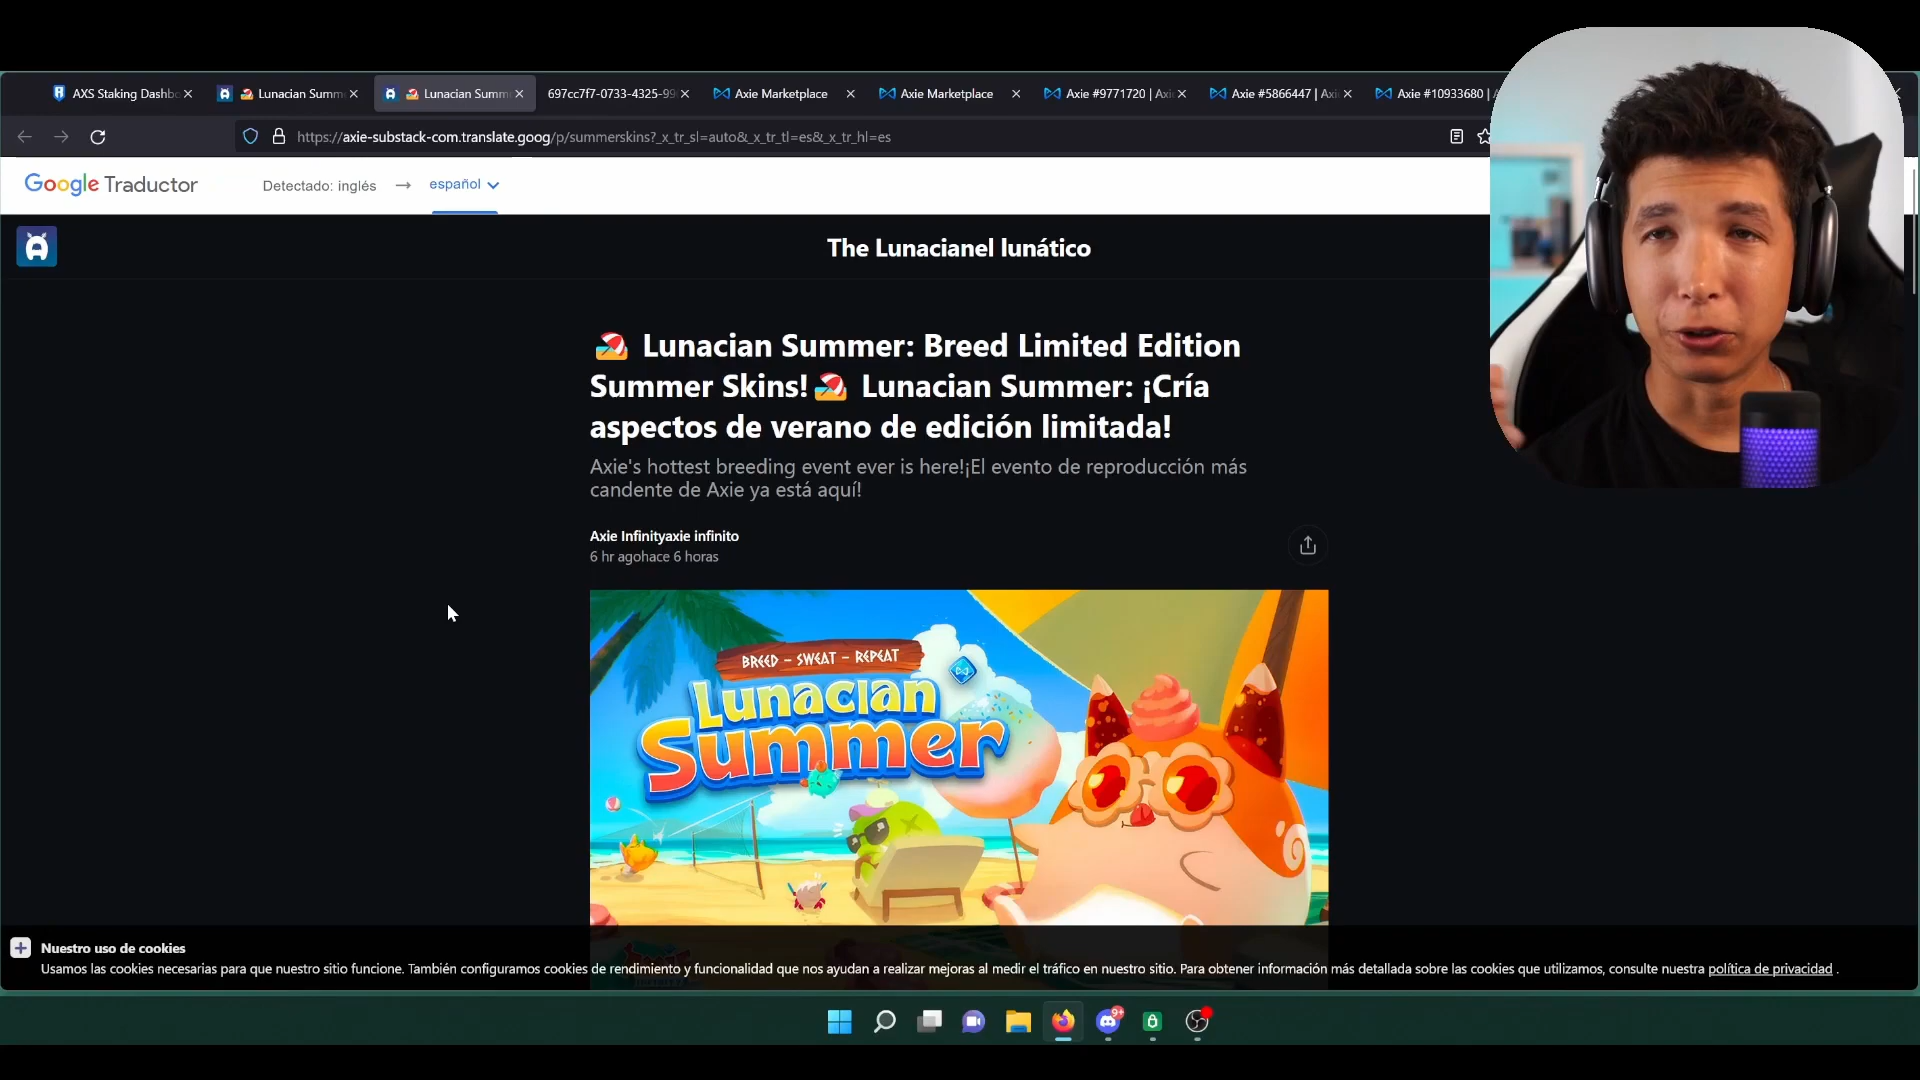 AXS Staking Dashbo
Lunacian Summ
Lunacian Summ
697cc7f7-0733-4325-99
Axie Marketplace
Axie Marketplace
Axie #9771720 | Axi
Axie #5866447 | Axi
Axie #10933680 | A
https://axie-substack-com.translate.goog/p/summerskins?_x_tr_sl=auto&_x_tr_tl=es&_x_tr_hl=es
Google Traductor
Detectado: inglés → español
The Lunacianel lunático
Lunacian Summer: Breed Limited Edition
Summer Skins! Lunacian Summer: ¡Cría
aspectos de verano de edición limitada!
Axie's hottest breeding event ever is here!¡El evento de reproducción más
candente de Axie ya está aquí!
Axie Infinityaxie infinito
6 hr agohace 6 horas
BREED - SWEAT - REPEAT
Lunacian
Summer
Nuestro uso de cookies
Usamos las cookies necesarias para que nuestro sitio funcione. También configuramos cookies de rendimiento y funcionalidad que nos ayudan a realizar mejoras al medir el tráfico en nuestro sitio. Para obtener información más detallada sobre las cookies que utilizamos, consulte nuestra política de privacidad .
9+